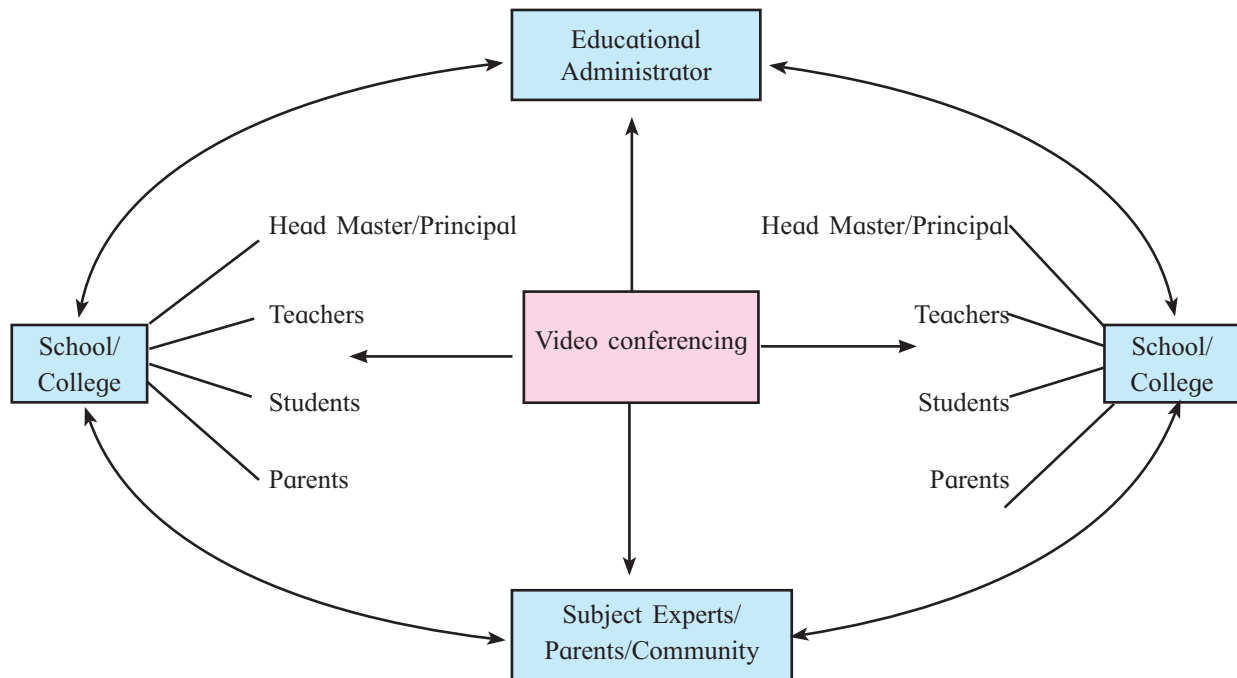 Educational
Administrator
Head Master/Principal
Head Master/Principal
Teachers
Video conferencing
Teachers
School/
College
School/
College
Students
Students
Parents
Parents
Subject Experts/
Parents/Community